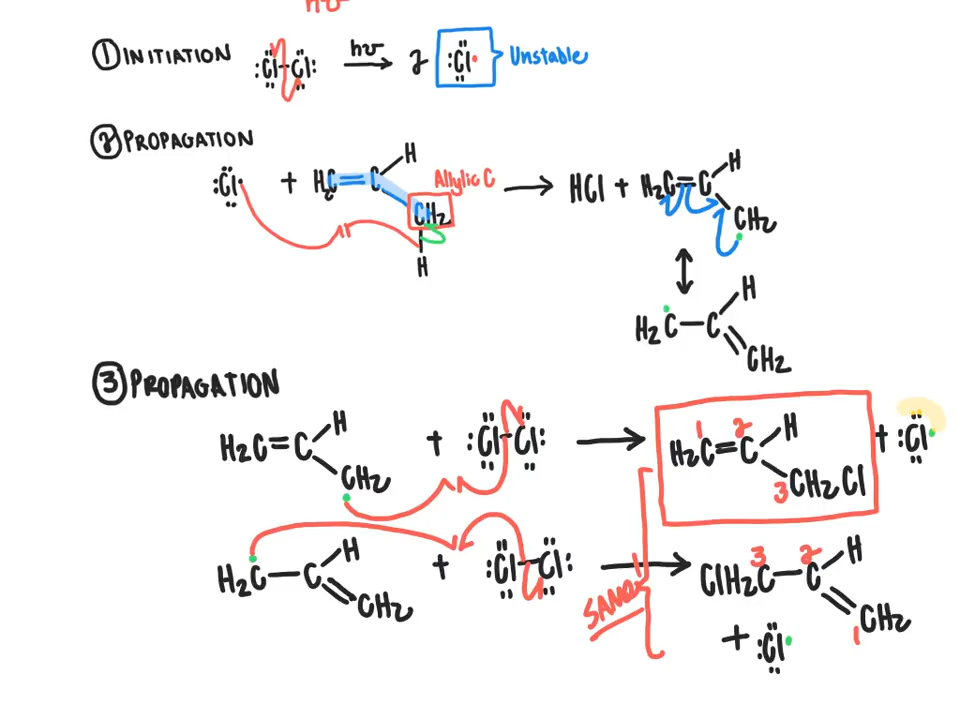 hν
① INITIATION :Cl-Cl: hν → 2 :Cl· Unstable
② PROPAGATION
:Cl· + H2C=C H Allylic C → HCl + H2C=C H
CH2 CH2
H
H2C-C H
CH2
③ PROPAGATION
H2C=C H + :Cl-Cl: → 1 2 H2C=C H + :Cl·
CH2 3 CH2Cl
H2C-C H + :Cl-Cl: → 3 2 ClH2C-C H
CH2 SAME 1 CH2
+ :Cl·